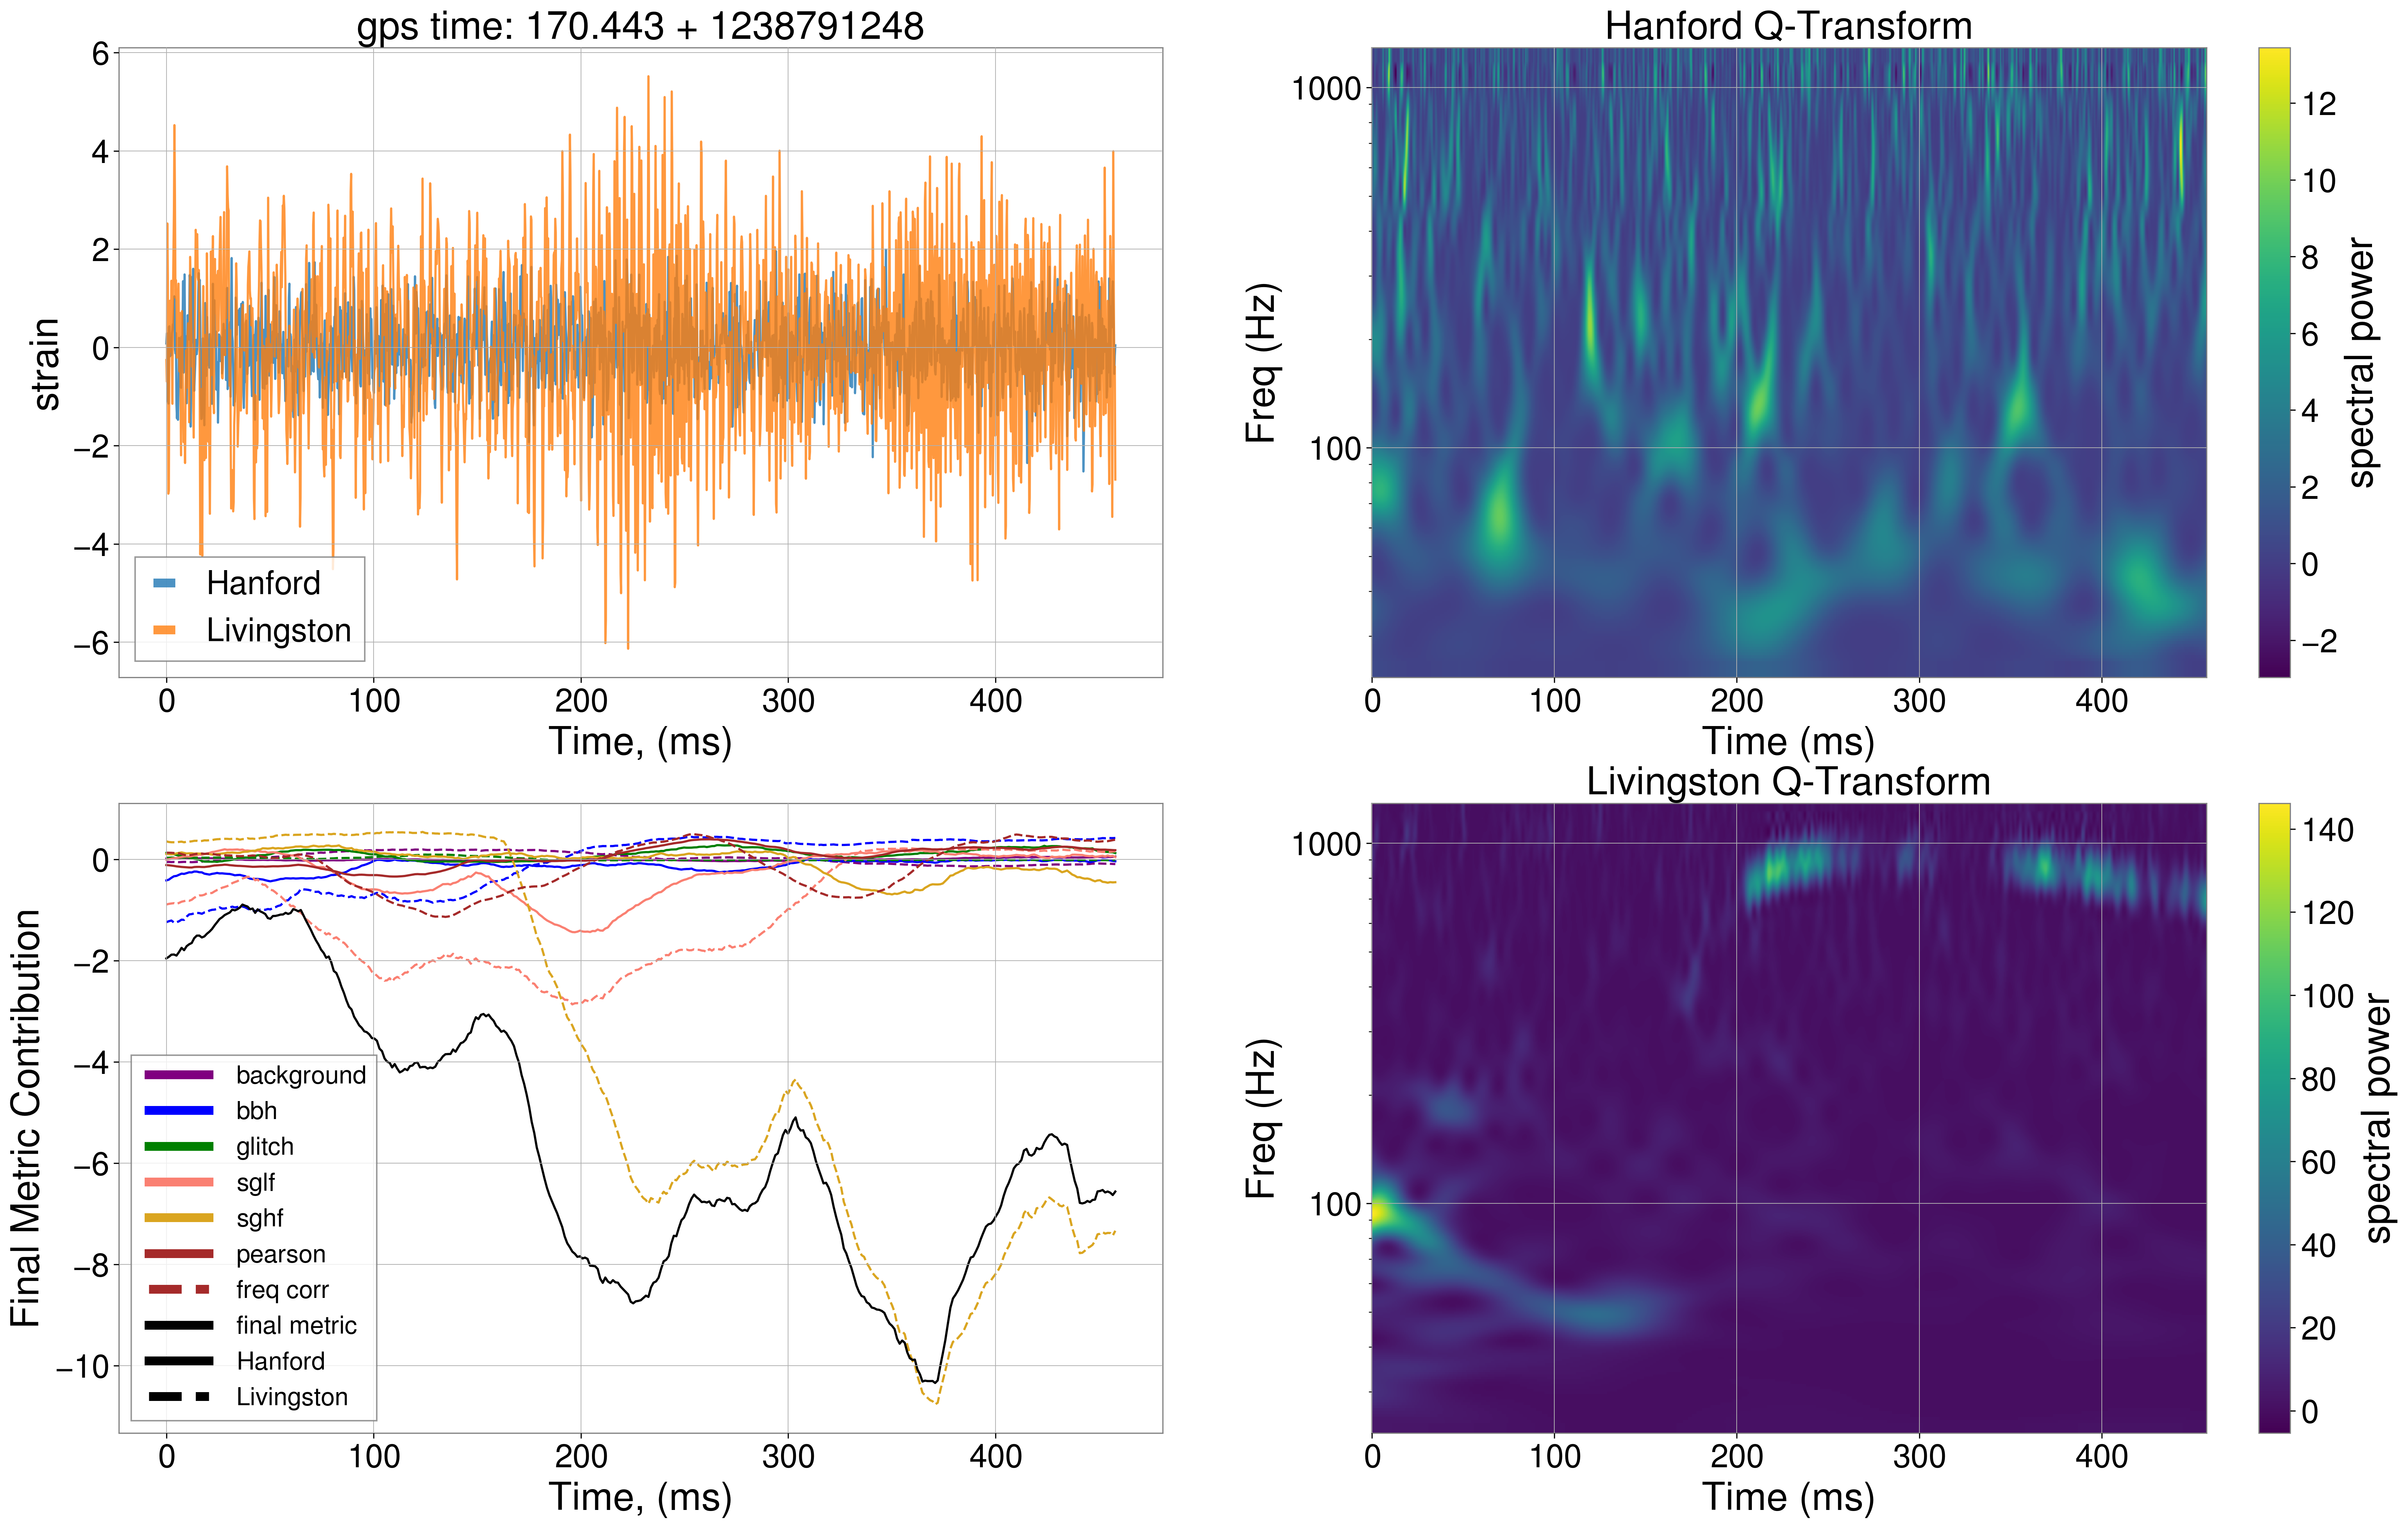 gps time: 170.443 + 1238791248
6
4
2
0
−2
−4
−6
strain
Hanford
Livingston
0
100
200
300
400
Time, (ms)
Hanford Q-Transform
1000
100
Freq (Hz)
0
100
200
300
400
Time (ms)
12
10
8
6
4
2
0
−2
spectral power
0
−2
−4
−6
−8
−10
Final Metric Contribution
background
bbh
glitch
sglf
sghf
pearson
freq corr
final metric
Hanford
Livingston
0
100
200
300
400
Time, (ms)
Livingston Q-Transform
1000
100
Freq (Hz)
0
100
200
300
400
Time (ms)
140
120
100
80
60
40
20
0
spectral power